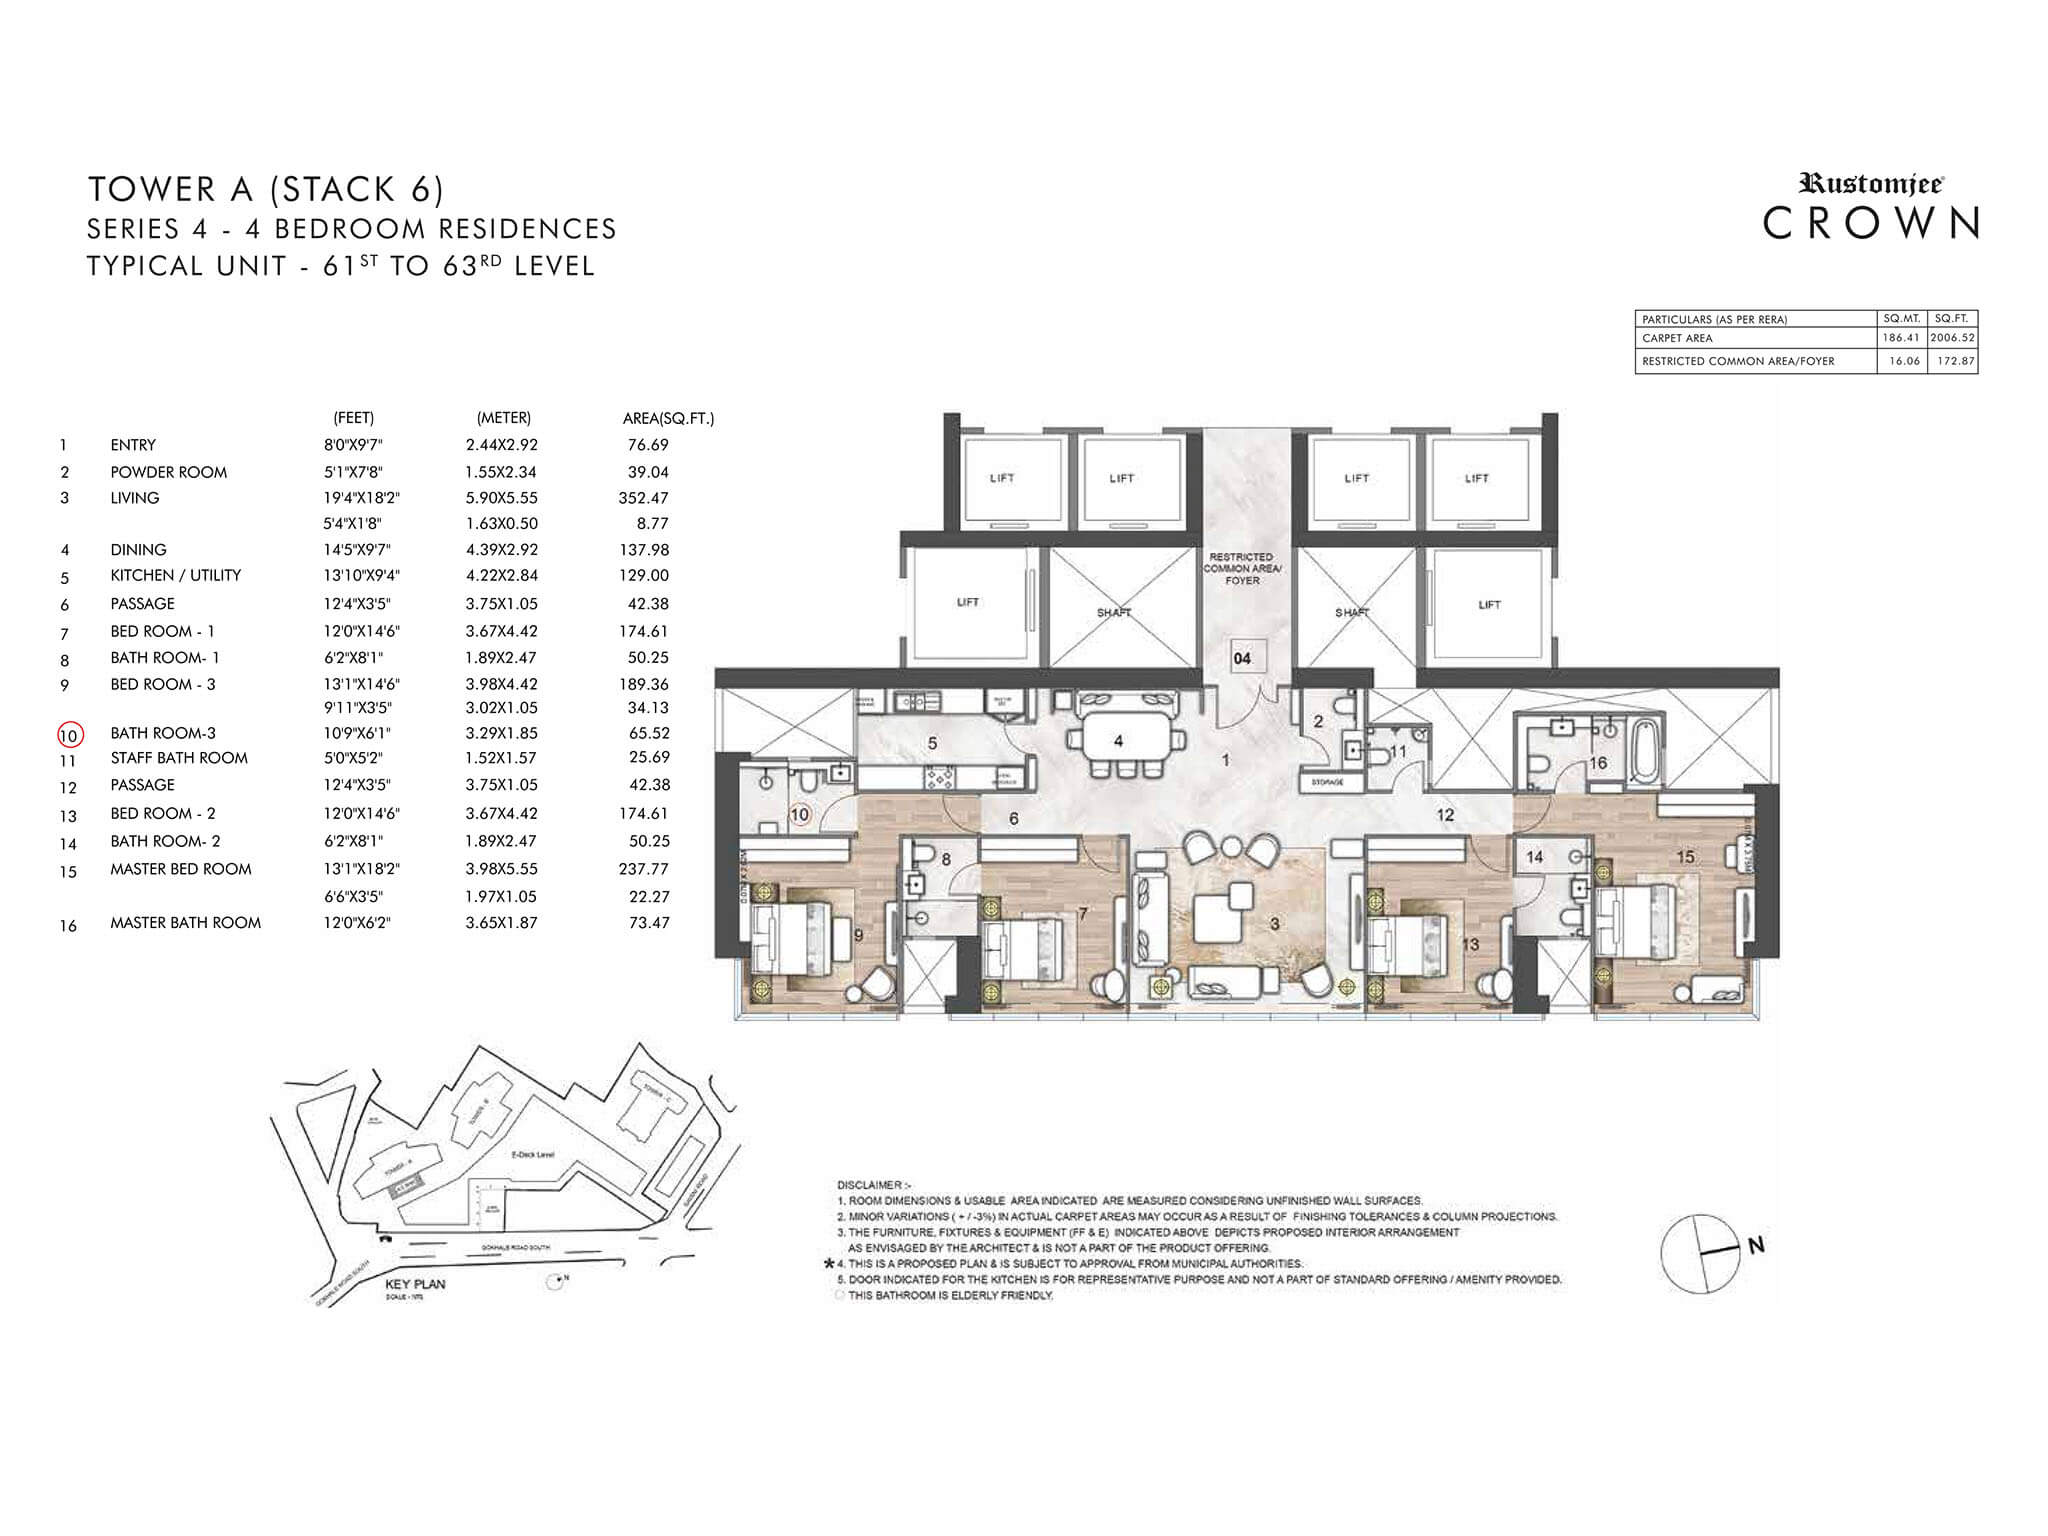 TOWER A (STACK 6)
SERIES 4 - 4 BEDROOM RESIDENCES
TYPICAL UNIT - 61ST TO 63RD LEVEL
Rustomjee
CROWN
PARTICULARS (AS PER RERA) SQ.MT. SQ.FT.
CARPET AREA 186.41 2006.52
RESTRICTED COMMON AREA/FOYER 16.06 172.87
(FEET) (METER) AREA(SQ.FT.)
1 ENTRY 8'0"X9'7" 2.44X2.92 76.69
2 POWDER ROOM 5'1"X7'8" 1.55X2.34 39.04
3 LIVING 19'4"X18'2" 5.90X5.55 352.47
5'4"X1'8" 1.63X0.50 8.77
4 DINING 14'5"X9'7" 4.39X2.92 137.98
5 KITCHEN / UTILITY 13'10"X9'4" 4.22X2.84 129.00
6 PASSAGE 12'4"X3'5" 3.75X1.05 42.38
7 BED ROOM - 1 12'0"X14'6" 3.67X4.42 174.61
8 BATH ROOM- 1 6'2"X8'1" 1.89X2.47 50.25
9 BED ROOM - 3 13'1"X14'6" 3.98X4.42 189.36
9'11"X3'5" 3.02X1.05 34.13
10 BATH ROOM-3 10'9"X6'1" 3.29X1.85 65.52
11 STAFF BATH ROOM 5'0"X5'2" 1.52X1.57 25.69
12 PASSAGE 12'4"X3'5" 3.75X1.05 42.38
13 BED ROOM - 2 12'0"X14'6" 3.67X4.42 174.61
14 BATH ROOM- 2 6'2"X8'1" 1.89X2.47 50.25
15 MASTER BED ROOM 13'1"X18'2" 3.98X5.55 237.77
6'6"X3'5" 1.97X1.05 22.27
16 MASTER BATH ROOM 12'0"X6'2" 3.65X1.87 73.47
LIFT LIFT LIFT LIFT
RESTRICTED
COMMON AREA/
FOYER
LIFT SHAFT SHAFT LIFT
04
2
5 4 1 11 16
STORAGE
10 6 12
8 14 15
7 3
9 13
TOWER - B
TOWER - C
TOWER - A
E-Deck Level
GOKHALE ROAD SOUTH
GOKHALE ROAD SOUTH
KEY PLAN
N
DISCLAIMER :-
1. ROOM DIMENSIONS & USABLE AREA INDICATED ARE MEASURED CONSIDERING UNFINISHED WALL SURFACES.
2. MINOR VARIATIONS ( + / -3%) IN ACTUAL CARPET AREAS MAY OCCUR AS A RESULT OF FINISHING TOLERANCES & COLUMN PROJECTIONS.
3. THE FURNITURE, FIXTURES & EQUIPMENT (FF & E) INDICATED ABOVE DEPICTS PROPOSED INTERIOR ARRANGEMENT
AS ENVISAGED BY THE ARCHITECT & IS NOT A PART OF THE PRODUCT OFFERING.
* 4. THIS IS A PROPOSED PLAN & IS SUBJECT TO APPROVAL FROM MUNICIPAL AUTHORITIES.
5. DOOR INDICATED FOR THE KITCHEN IS FOR REPRESENTATIVE PURPOSE AND NOT A PART OF STANDARD OFFERING / AMENITY PROVIDED.
THIS BATHROOM IS ELDERLY FRIENDLY.
N